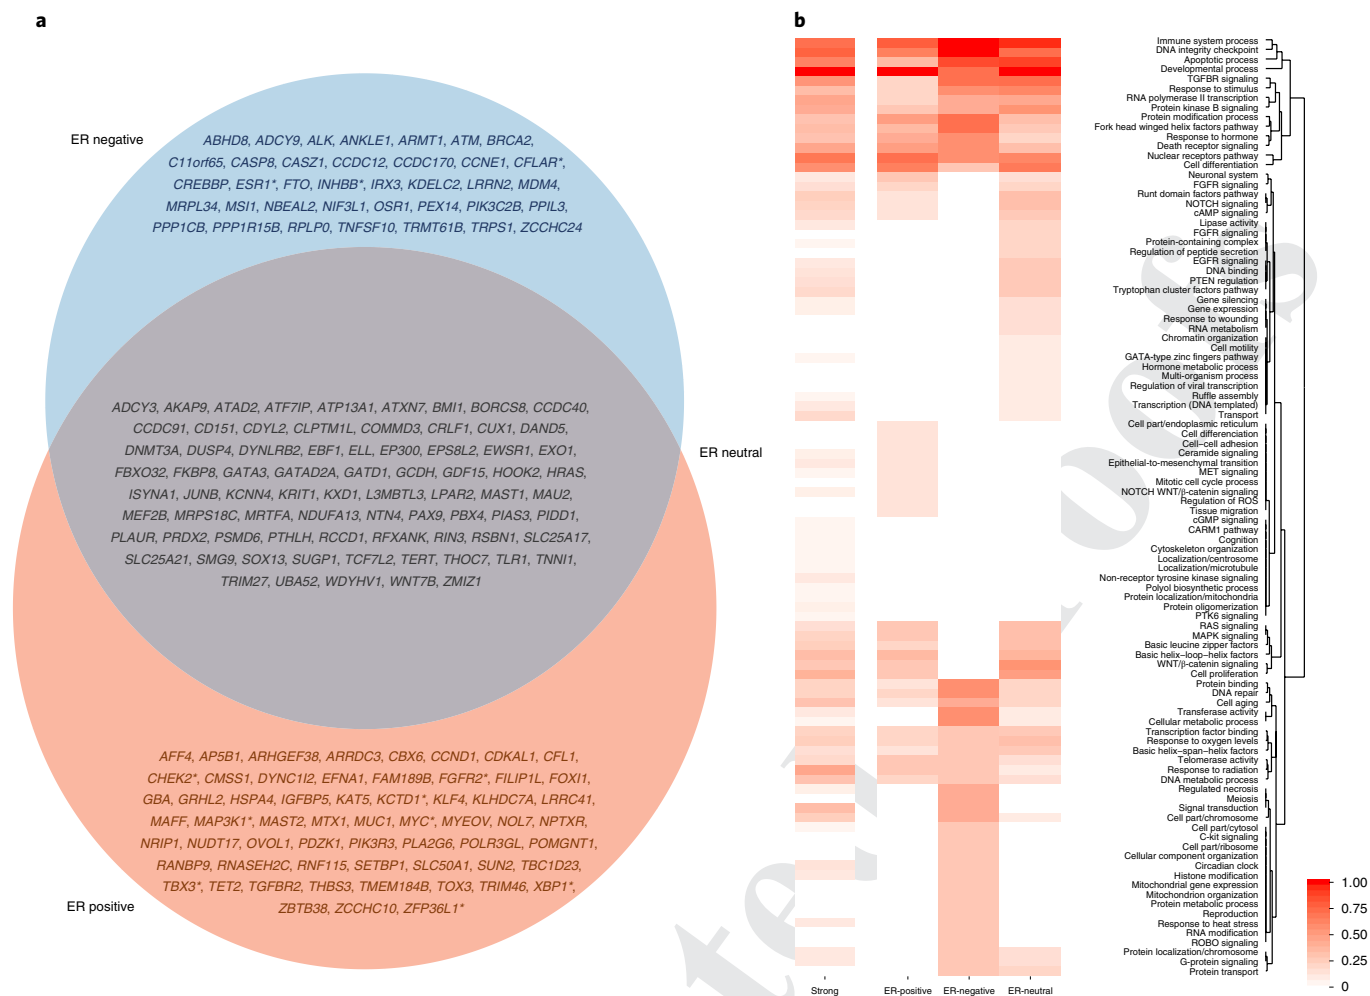 a
ER negative
ABHD8, ADCY9, ALK, ANKLE1, ARMT1, ATM, BRCA2,
C11orf65, CASP8, CASZ1, CCDC12, CCDC170, CCNE1, CFLAR*,
CREBBP, ESR1*, FTO, INHBB*, IRX3, KDELC2, LRRN2, MDM4,
MRPL34, MSI1, NBEAL2, NIF3L1, OSR1, PEX14, PIK3C2B, PPIL3,
PPP1CB, PPP1R15B, RPLP0, TNFSF10, TRMT61B, TRPS1, ZCCHC24
ADCY3, AKAP9, ATAD2, ATF7IP, ATP13A1, ATXN7, BMI1, BORCS8, CCDC40,
CCDC91, CD151, CDYL2, CLPTM1L, COMMD3, CRLF1, CUX1, DAND5,
DNMT3A, DUSP4, DYNLRB2, EBF1, ELL, EP300, EPS8L2, EWSR1, EXO1,
FBXO32, FKBP8, GATA3, GATAD2A, GATD1, GCDH, GDF15, HOOK2, HRAS,
ISYNA1, JUNB, KCNN4, KRIT1, KXD1, L3MBTL3, LPAR2, MAST1, MAU2,
MEF2B, MRPS18C, MRTFA, NDUFA13, NTN4, PAX9, PBX4, PIAS3, PIDD1,
PLAUR, PRDX2, PSMD6, PTHLH, RCCD1, RFXANK, RIN3, RSBN1, SLC25A17,
SLC25A21, SMG9, SOX13, SUGP1, TCF7L2, TERT, THOC7, TLR1, TNNI1,
TRIM27, UBA52, WDYHV1, WNT7B, ZMIZ1
ER neutral
AFF4, AP5B1, ARHGEF38, ARRDC3, CBX6, CCND1, CDKAL1, CFL1,
CHEK2*, CMSS1, DYNC1I2, EFNA1, FAM189B, FGFR2*, FILIP1L, FOXI1,
GBA, GRHL2, HSPA4, IGFBP5, KAT5, KCTD1*, KLF4, KLHDC7A, LRRC41,
MAFF, MAP3K1*, MAST2, MTX1, MUC1, MYC*, MYEOV, NOL7, NPTXR,
NRIP1, NUDT17, OVOL1, PDZK1, PIK3R3, PLA2G6, POLR3GL, POMGNT1,
RANBP9, RNASEH2C, RNF115, SETBP1, SLC50A1, SUN2, TBC1D23,
TBX3*, TET2, TGFBR2, THBS3, TMEM184B, TOX3, TRIM46, XBP1*,
ZBTB38, ZCCHC10, ZFP36L1*
ER positive
b
Immune system process
DNA integrity checkpoint
Apoptotic process
Developmental process
TGFBR signaling
Response to stimulus
RNA polymerase II transcription
Protein kinase B signaling
Protein modification process
Fork head winged helix factors pathway
Response to hormone
Death receptor signaling
Nuclear receptors pathway
Cell differentiation
Neuronal system
FGFR signaling
Runt domain factors pathway
NOTCH signaling
cAMP signaling
Lipase activity
FGFR signaling
Protein-containing complex
Regulation of peptide secretion
EGFR signaling
DNA binding
PTEN regulation
Tryptophan cluster factors pathway
Gene silencing
Gene expression
Response to wounding
RNA metabolism
Chromatin organization
Cell motility
GATA-type zinc fingers pathway
Hormone metabolic process
Multi-organism process
Regulation of viral transcription
Ruffle assembly
Transcription (DNA templated)
Transport
Cell part/endoplasmic reticulum
Cell differenciation
Cell–cell adhesion
Ceramide signaling
Epithelial-to-mesenchymal transition
MET signaling
Mitotic cell cycle process
NOTCH WNT/β-catenin signaling
Regulation of ROS
Tissue migration
cGMP signaling
CARM1 pathway
Cognition
Cytoskeleton organization
Localization/centrosome
Localization/microtubule
Non-receptor tyrosine kinase signaling
Polyol biosynthetic process
Protein localization/mitochondria
Protein oligomerization
PTK6 signaling
RAS signaling
MAPK signaling
Basic leucine zipper factors
Basic helix–loop–helix factors
WNT/β-catenin signaling
Cell proliferation
Protein binding
DNA repair
Cell aging
Transferase activity
Cellular metabolic process
Transcription factor binding
Response to oxygen levels
Basic helix–span–helix factors
Telomerase activity
Response to radiation
DNA metabolic process
Regulated necrosis
Meiosis
Signal transduction
Cell part/chromosome
Cell part/cytosol
C-kit signaling
Cell part/ribosome
Cellular component organization
Circadian clock
Histone modification
Mitochondrial gene expression
Mitochondrion organization
Protein metabolic process
Reproduction
Response to heat stress
RNA modification
ROBO signaling
Protein localization/chromosome
G-protein signaling
Protein transport
Strong
ER-positive
ER-negative
ER-neutral
1.00
0.75
0.50
0.25
0